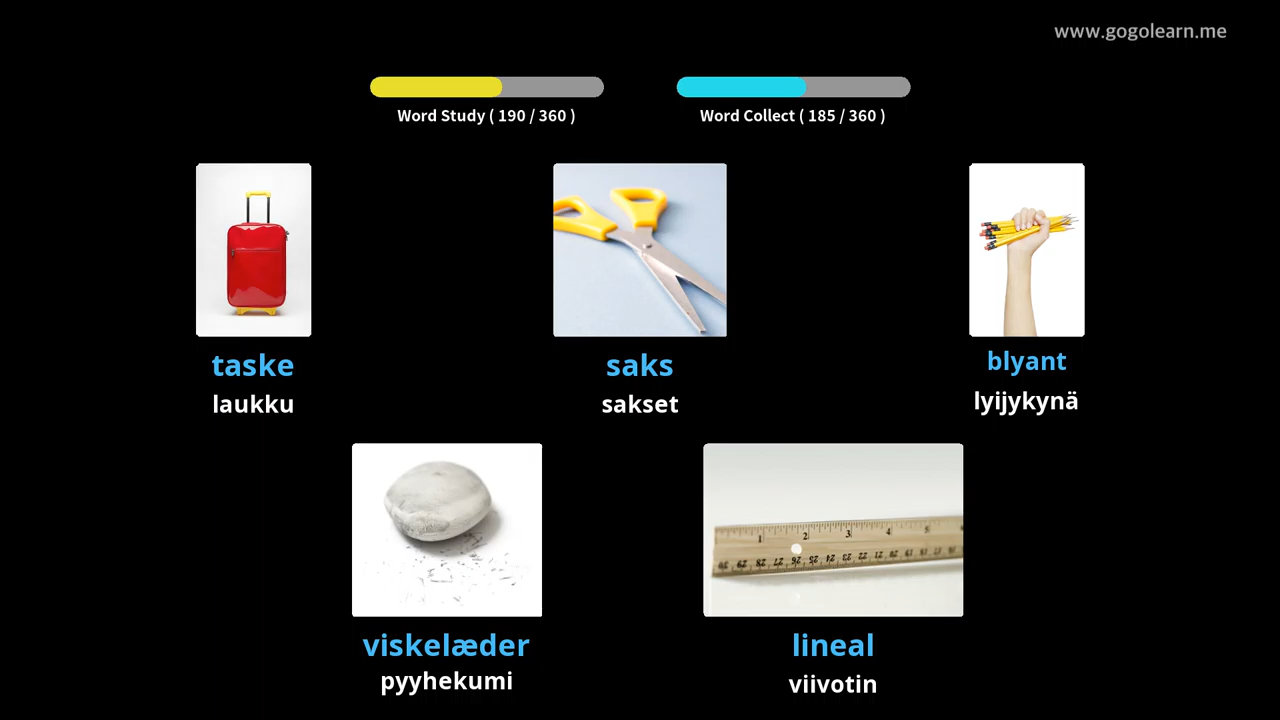 www.gogolearn.me
Word Study ( 190 / 360 )
Word Collect ( 185 / 360 )
taske
laukku
saks
sakset
blyant
lyijykynä
viskelæder
pyyhekumi
lineal
viivotin